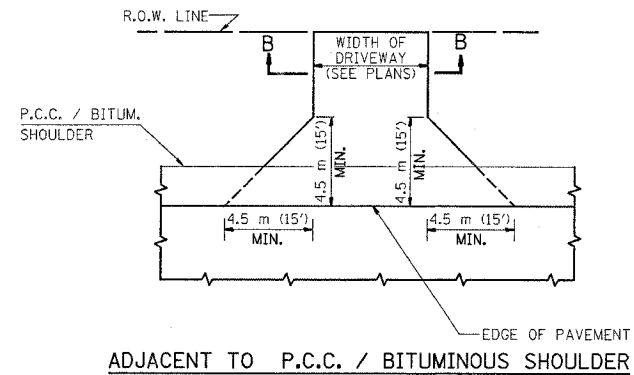 R.O.W. LINE
B
WIDTH OF
DRIVEWAY
(SEE PLANS)
B
P.C.C. / BITUM.
SHOULDER
4.5 m (15')
MIN.
4.5 m (15')
MIN.
4.5 m (15')
MIN.
4.5 m (15')
MIN.
EDGE OF PAVEMENT
ADJACENT TO P.C.C. / BITUMINOUS SHOULDER